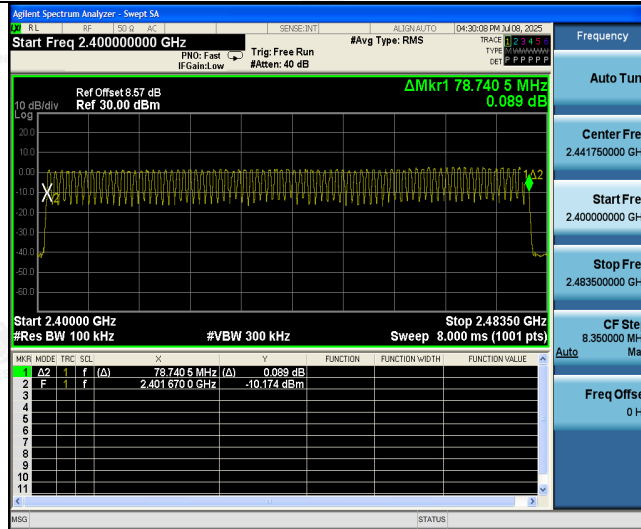 Agilent Spectrum Analyzer - Swept SA
LXI RL RF 50 Ω AC SENSE:INT ALIGN AUTO 04:30:08 PM Jul 08, 2025
Start Freq 2.400000000 GHz #Avg Type: RMS TRACE 1 2 3 4 5 6
PNO: Fast Trig: Free Run TYPE MWWWWW
IFGain:Low #Atten: 40 dB DET P P P P P P
ΔMkr1 78.740 5 MHz
0.089 dB
Ref Offset 8.57 dB
10 dB/div Ref 30.00 dBm
Log
20.0
10.0
0.00
-10.0
-20.0
-30.0
-40.0
-50.0
-60.0
1Δ2
2
Start 2.40000 GHz Stop 2.48350 GHz
#Res BW 100 kHz #VBW 300 kHz Sweep 8.000 ms (1001 pts)
MKR MODE TRC SCL X Y FUNCTION FUNCTION WIDTH FUNCTION VALUE
1 Δ2 1 f (Δ) 78.740 5 MHz (Δ) 0.089 dB
2 F 1 f 2.401 670 0 GHz -10.174 dBm
3
4
5
6
7
8
9
10
11
MSG STATUS
Frequency
Auto Tun
Center Fre
2.441750000 GH
Start Fre
2.400000000 GH
Stop Fre
2.483500000 GH
CF Ste
8.350000 MH
Auto Ma
Freq Offse
0 H